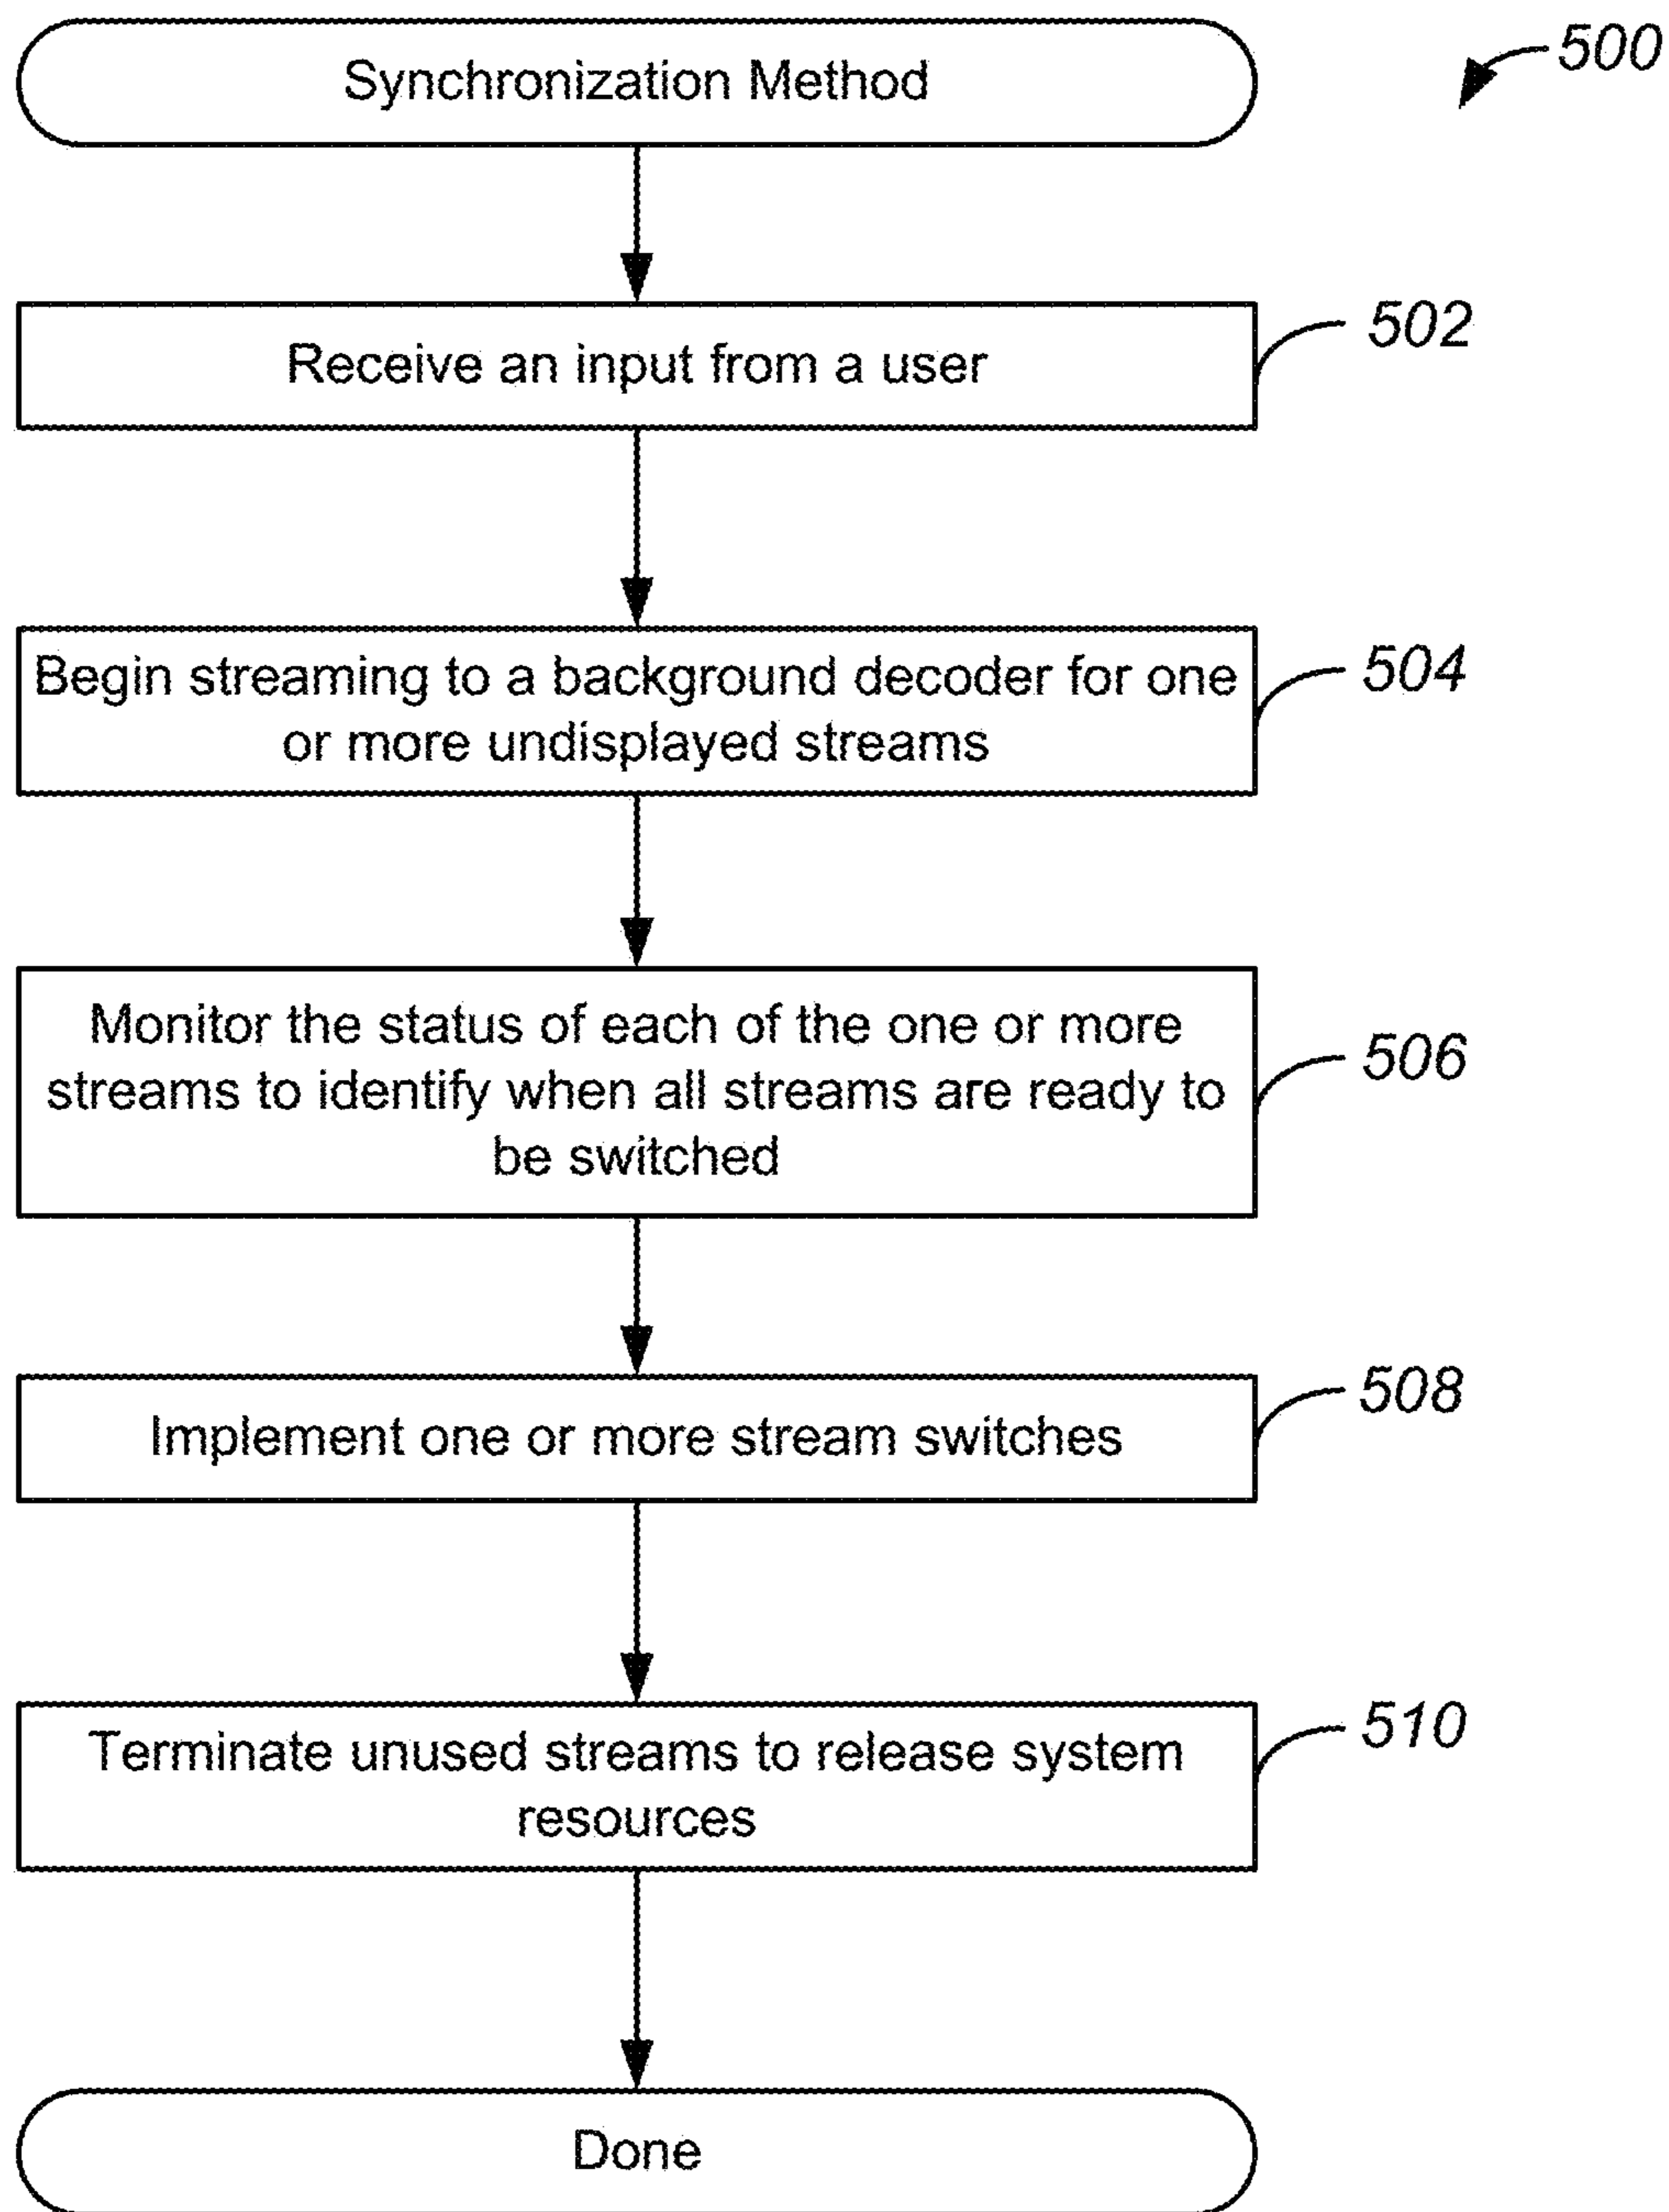 Synchronization Method
500
Receive an input from a user
502
Begin streaming to a background decoder for one
or more undisplayed streams
504
Monitor the status of each of the one or more
streams to identify when all streams are ready to
be switched
506
Implement one or more stream switches
508
Terminate unused streams to release system
resources
510
Done